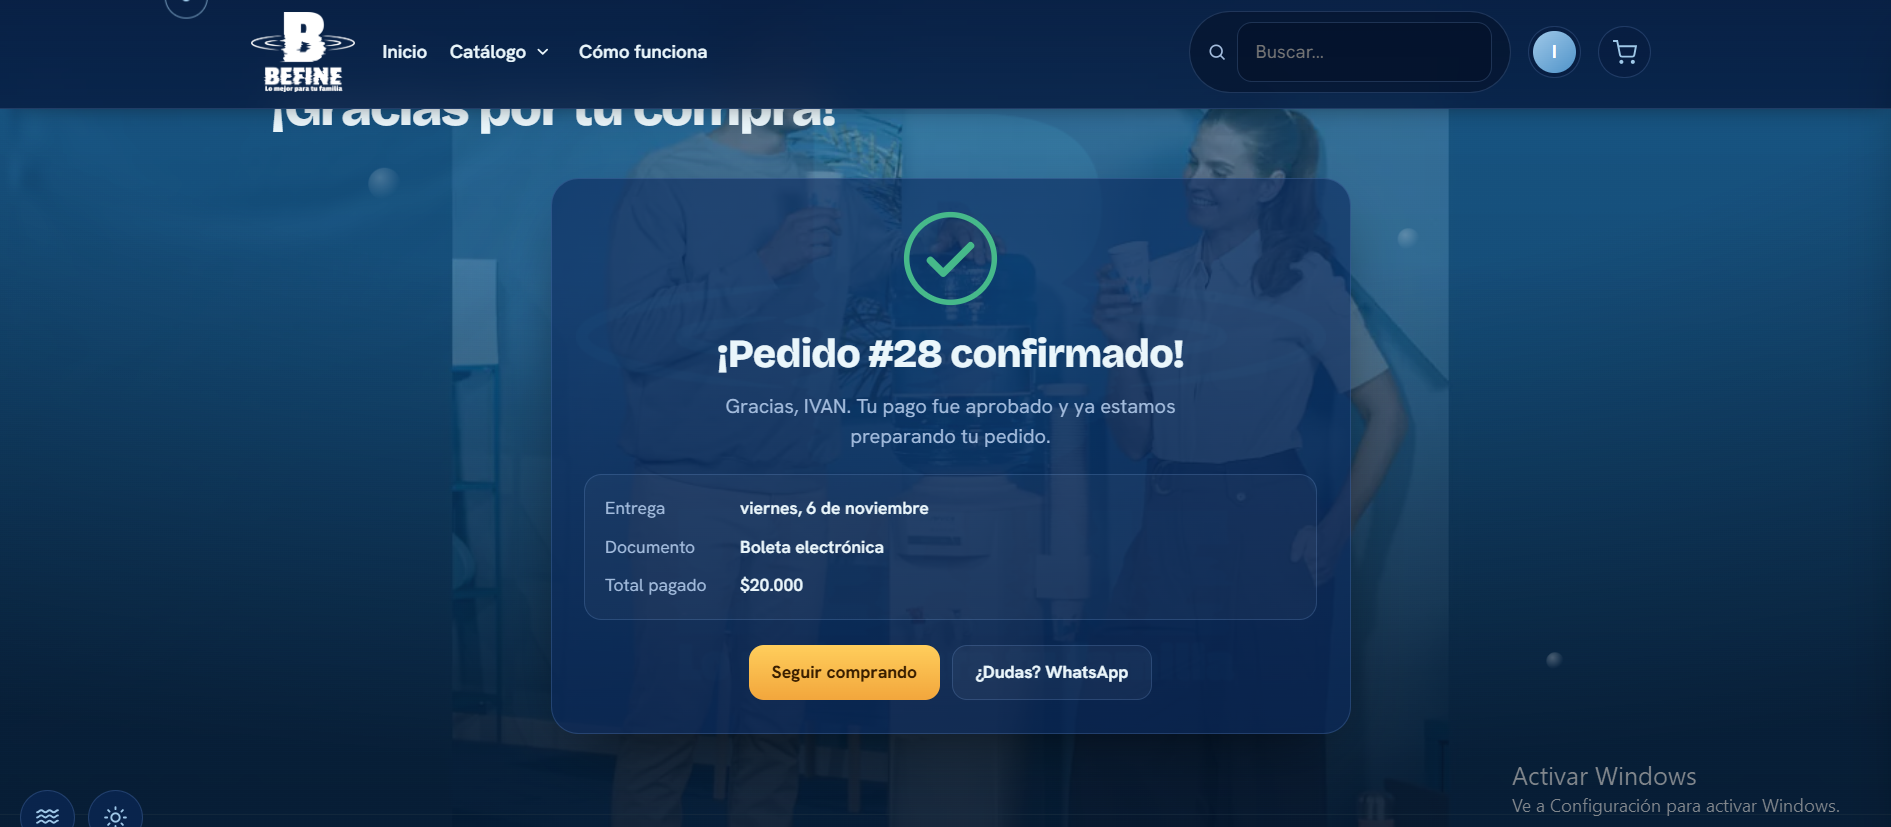 B
BEFINE
Lo mejor para tu familia
Inicio
Catálogo
Cómo funciona
Buscar...
I
¡Gracias por tu compra!
¡Pedido #28 confirmado!
Gracias, IVAN. Tu pago fue aprobado y ya estamos
preparando tu pedido.
Entrega viernes, 6 de noviembre
Documento Boleta electrónica
Total pagado $20.000
Seguir comprando
¿Dudas? WhatsApp
Activar Windows
Ve a Configuración para activar Windows.